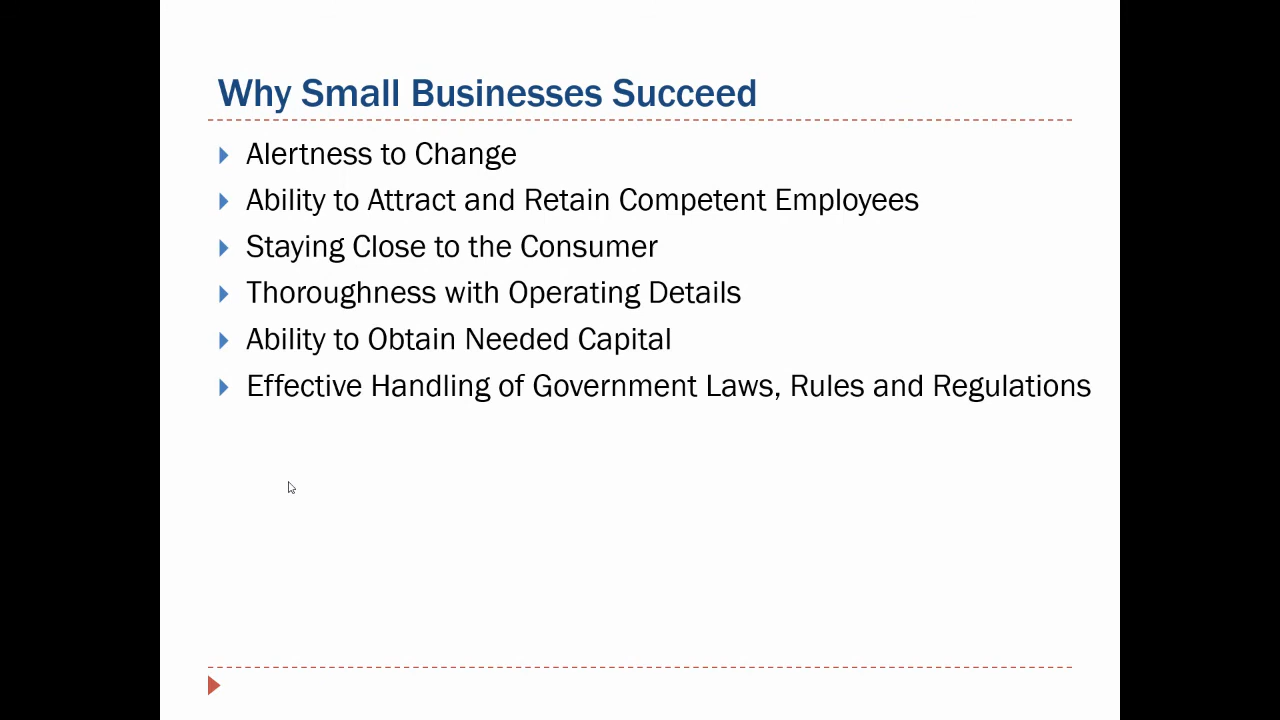 Why Small Businesses Succeed
Alertness to Change
Ability to Attract and Retain Competent Employees
Staying Close to the Consumer
Thoroughness with Operating Details
Ability to Obtain Needed Capital
Effective Handling of Government Laws, Rules and Regulations